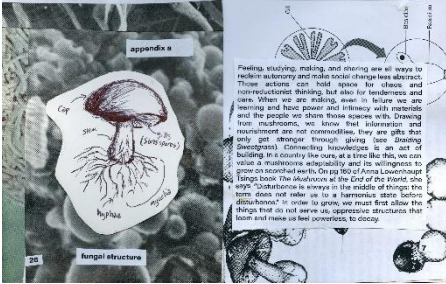 appendix a
Cap
Stem
gills
(stores spores)
hyphae
mycelia
26
fungal structure
Feeling, studying, making, and sharing are all ways to
reclaim autonomy and make social change less abstract.
Those actions can hold space for chaos and
non-reductionist thinking, but also for tenderness and
care. When we are making, even in failure we are
learning and have power and intimacy with materials
and the people we share those spaces with. Drawing
from mushrooms, we know that information and
nourishment are not commodities, they are gifts that
only get stronger through giving (see Braiding
Sweetgrass). Connecting knowledges is an act of
building. In a country like ours, at a time like this, we can
value a mushrooms adaptability and its willingness to
grow on scorched earth. On pg 160 of Anna Lowenhaupt
Tsings book The Mushroom at the End of the World, she
says "Disturbance is always in the middle of things: the
term does not refer us to a harmonius state before
disturbance." In order to grow, we must first allow the
things that do not serve us, oppressive structures that
loom and make us feel powerless, to decay.